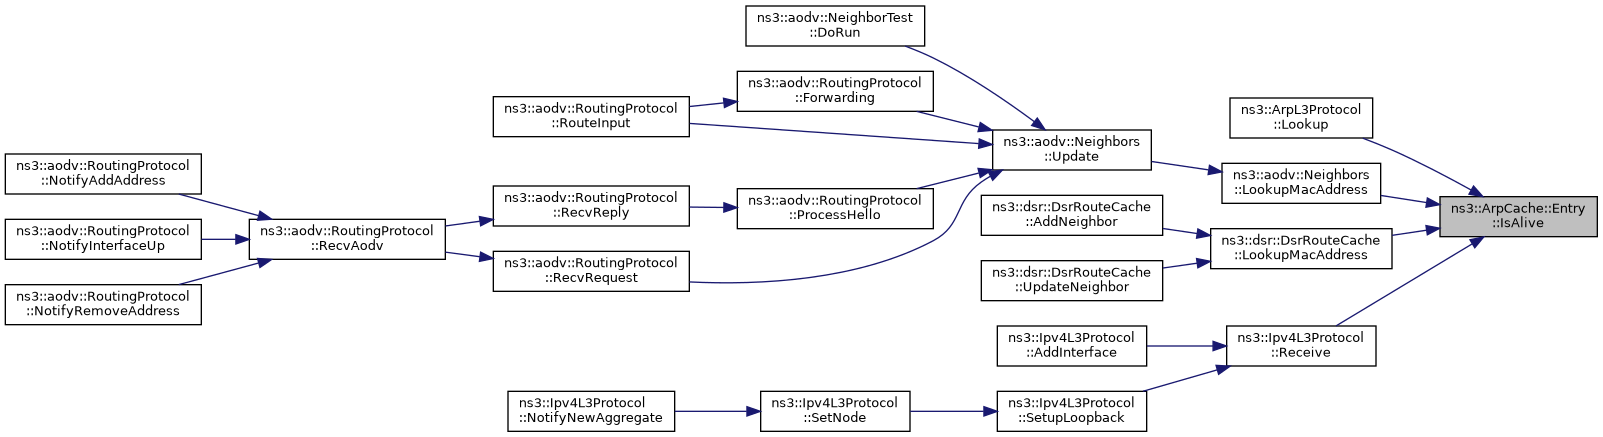 ns3::aodv::NeighborTest
::DoRun
ns3::aodv::RoutingProtocol
::Forwarding
ns3::aodv::RoutingProtocol
::RouteInput
ns3::ArpL3Protocol
::Lookup
ns3::aodv::Neighbors
::Update
ns3::aodv::RoutingProtocol
::NotifyAddAddress
ns3::aodv::Neighbors
::LookupMacAddress
ns3::aodv::RoutingProtocol
::RecvReply
ns3::aodv::RoutingProtocol
::ProcessHello
ns3::dsr::DsrRouteCache
::AddNeighbor
ns3::ArpCache::Entry
::IsAlive
ns3::aodv::RoutingProtocol
::NotifyInterfaceUp
ns3::aodv::RoutingProtocol
::RecvAodv
ns3::dsr::DsrRouteCache
::LookupMacAddress
ns3::aodv::RoutingProtocol
::RecvRequest
ns3::dsr::DsrRouteCache
::UpdateNeighbor
ns3::aodv::RoutingProtocol
::NotifyRemoveAddress
ns3::Ipv4L3Protocol
::AddInterface
ns3::Ipv4L3Protocol
::Receive
ns3::Ipv4L3Protocol
::NotifyNewAggregate
ns3::Ipv4L3Protocol
::SetNode
ns3::Ipv4L3Protocol
::SetupLoopback